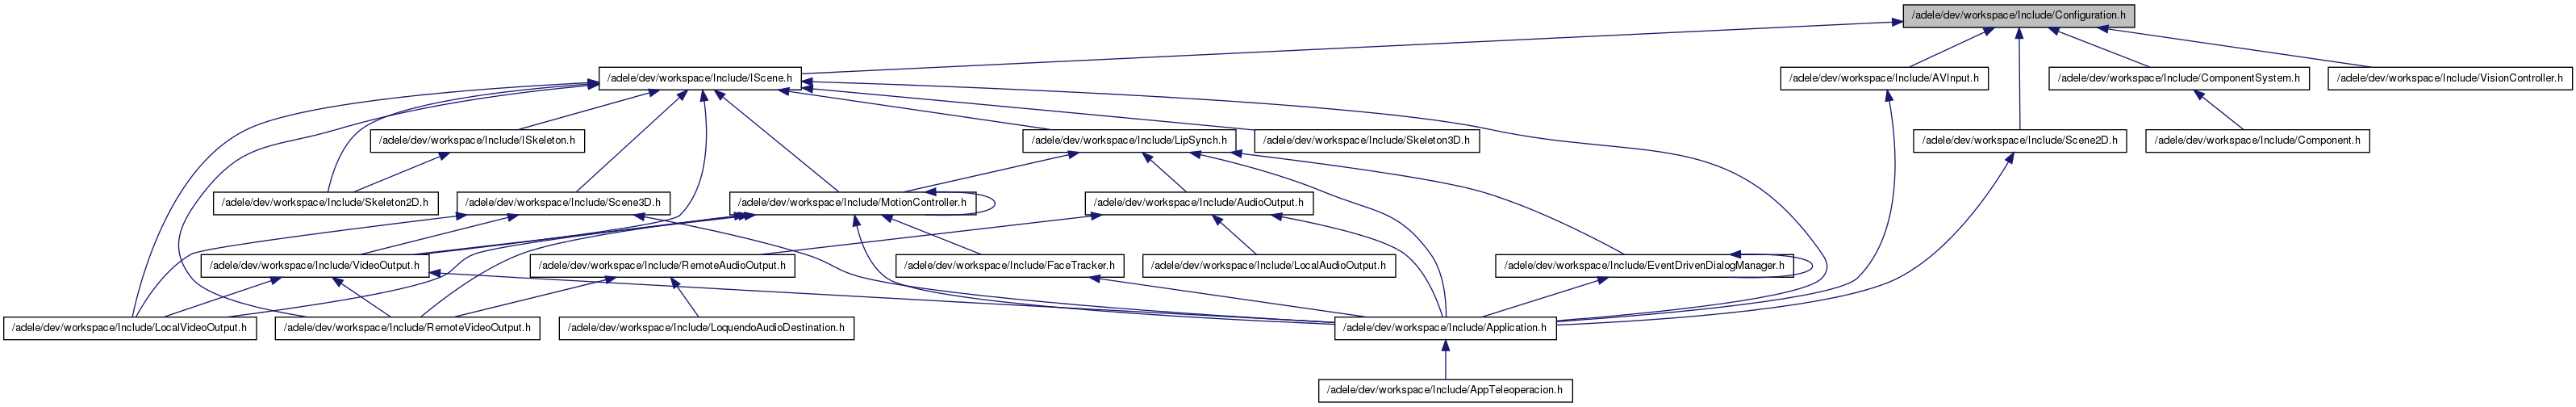 /adele/dev/workspace/Include/Configuration.h
/adele/dev/workspace/Include/IScene.h
/adele/dev/workspace/Include/AVInput.h
/adele/dev/workspace/Include/ComponentSystem.h
/adele/dev/workspace/Include/VisionController.h
/adele/dev/workspace/Include/ISkeleton.h
/adele/dev/workspace/Include/LipSynch.h
/adele/dev/workspace/Include/Skeleton3D.h
/adele/dev/workspace/Include/Scene2D.h
/adele/dev/workspace/Include/Component.h
/adele/dev/workspace/Include/Skeleton2D.h
/adele/dev/workspace/Include/Scene3D.h
/adele/dev/workspace/Include/MotionController.h
/adele/dev/workspace/Include/AudioOutput.h
/adele/dev/workspace/Include/VideoOutput.h
/adele/dev/workspace/Include/RemoteAudioOutput.h
/adele/dev/workspace/Include/FaceTracker.h
/adele/dev/workspace/Include/LocalAudioOutput.h
/adele/dev/workspace/Include/EventDrivenDialogManager.h
/adele/dev/workspace/Include/LocalVideoOutput.h
/adele/dev/workspace/Include/RemoteVideoOutput.h
/adele/dev/workspace/Include/LoquendoAudioDestination.h
/adele/dev/workspace/Include/Application.h
/adele/dev/workspace/Include/AppTeleoperacion.h